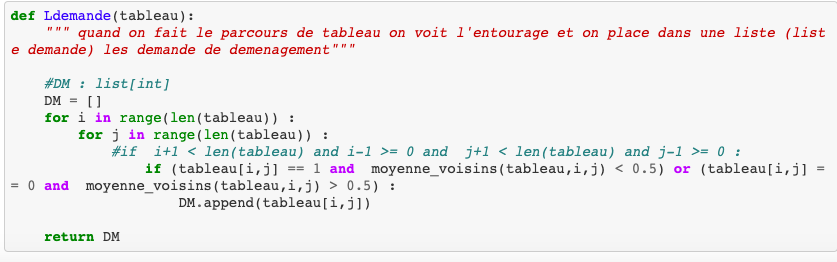 def Ldemande(tableau):
    """ quand on fait le parcours de tableau on voit l'entourage et on place dans une liste (list
e demande) les demande de demenagement"""

    #DM : list[int]
    DM = []
    for i in range(len(tableau)) :
        for j in range(len(tableau)) :
            #if  i+1 < len(tableau) and i-1 >= 0 and  j+1 < len(tableau) and j-1 >= 0 :
                if (tableau[i,j] == 1 and  moyenne_voisins(tableau,i,j) < 0.5) or (tableau[i,j] =
= 0 and  moyenne_voisins(tableau,i,j) > 0.5) :
                    DM.append(tableau[i,j])

    return DM